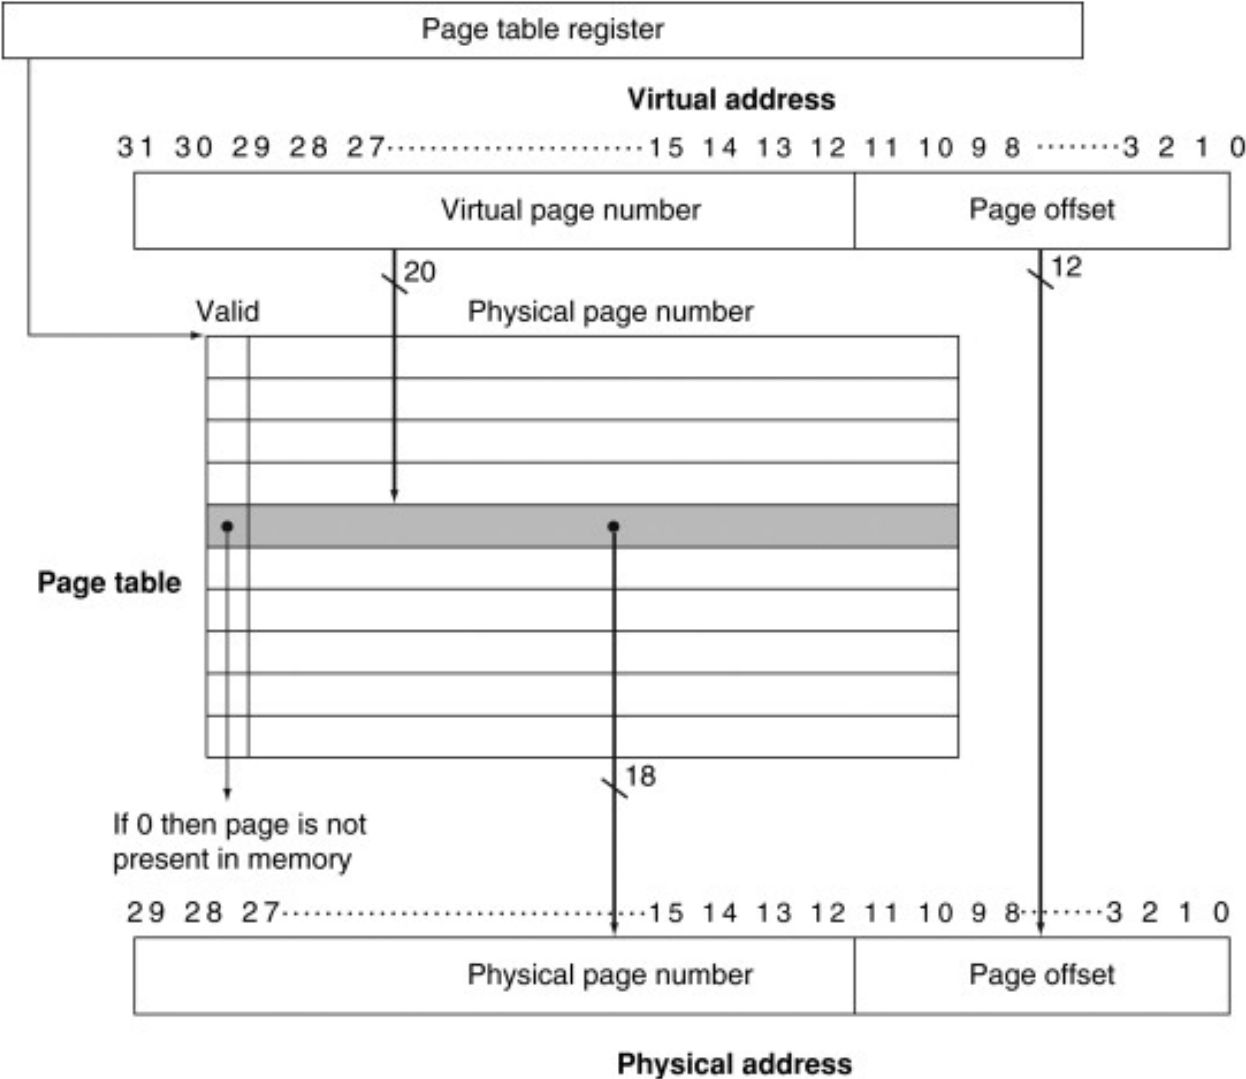 Page table register
Virtual address
31 30 29 28 27····················15 14 13 12 11 10 9 8 ········3 2 1 0
Virtual page number Page offset
20 12
Valid Physical page number
Page table
18
If 0 then page is not
present in memory
29 28 27····························15 14 13 12 11 10 9 8········3 2 1 0
Physical page number Page offset
Physical address